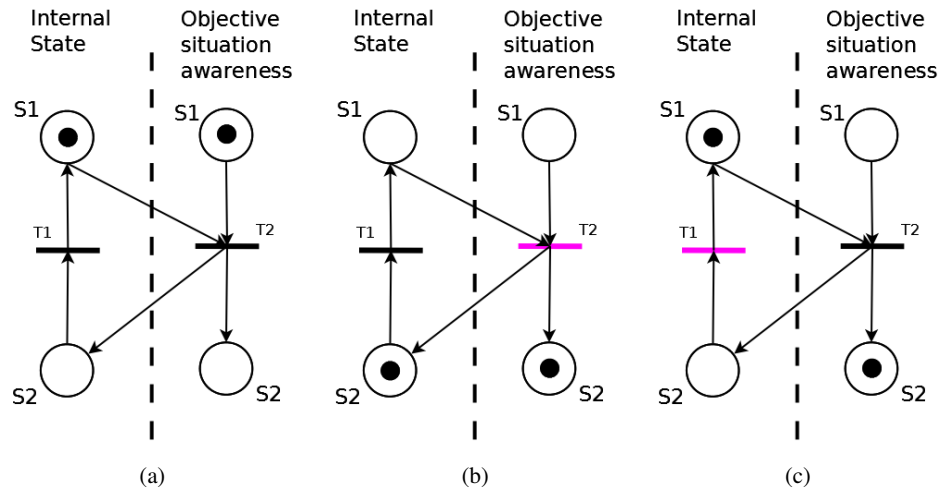 Internal
State
Objective
situation
awareness
S1
S1
T1
T2
S2
S2
(a)
Internal
State
Objective
situation
awareness
S1
S1
T1
T2
S2
S2
(b)
Internal
State
Objective
situation
awareness
S1
S1
T1
T2
S2
S2
(c)